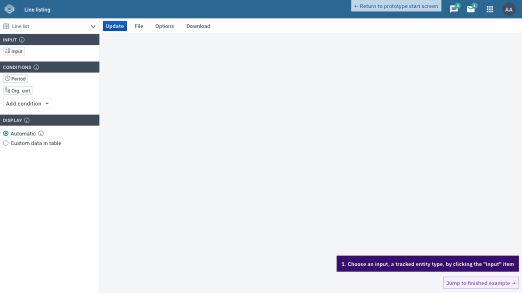 Line listing
← Return to prototype start screen
AA
Line list
Update
File
Options
Download
INPUT
Input
CONDITIONS
Period
Org. unit
Add condition
DISPLAY
Automatic
Custom data in table
1. Choose an input, a tracked entity type, by clicking the "input" item
Jump to finished example →